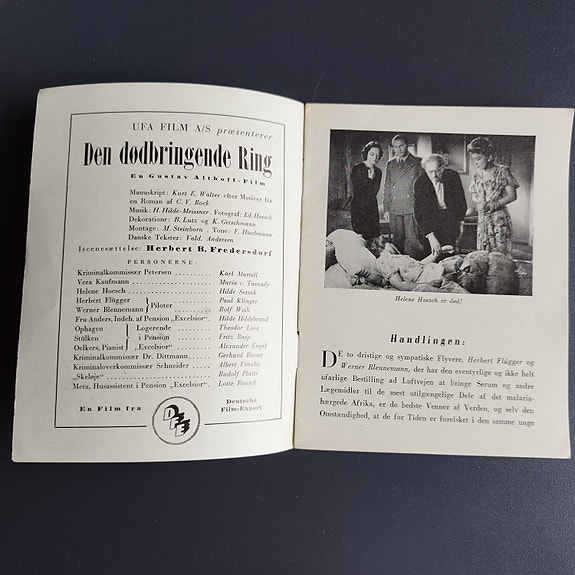 UFA FILM A/S præsenterer
Den dødbringende Ring
En Gustav Althoff-Film
Manuskript: Kurt E. Walter efter Motiver fra
en Roman af C. V. Rock
Musik: H. Hilde-Meissner. Fotograf: Ed. Hoesch
Dekorationer: B. Lutz og K. Getschmann
Montage: M. Steinborn. Tone: F. Haubmann
Danske Tekster: Vald. Andersen
Iscenesættelse: Herbert B. Fredersdorf
PERSONERNE:
Kriminalkommissær Petersen . . . . . . . . . Karl Martell
Vera Kaufmann . . . . . . . . . Maria v. Tasnady
Helene Hoesch . . . . . . . . . Hilde Sessak
Herbert Flügger } Piloter . . . . . . . . . Paul Klinger
Werner Blennemann } . . . . . . . . . Rolf Weih
Fru Anders, Indeh. af Pension „Excelsior". Hilde Hildebrand
Ophagen } Logerende . . . . . . . . . Theodor Loos
Stülken } i Pension . . . . . . . . . Fritz Rasp
Oelkers, Pianist } „Excelsior" . . . . . . . . . Alexander Engel
Kriminalkommissær Dr. Dittmann . . . . . Gerhard Bienert
Kriminaloverkommissær Schneider . . . . . Albert
„Skeløje" . . . . . . . . . Rudolf Platte
Meta, Husassistent i Pension „Excelsior". Lotte Rausch
En Film fra
DFE
Deutsche
Film-Export
Helene Hoesch er død!
Handlingen:
DE to dristige og sympatiske Flyvere, Herbert Flügger og
Werner Blennemann, der har den eventyrlige og ikke helt
ufarlige Bestilling af Luftvejen at bringe Serum og andre
Lægemidler til de mest utilgængelige Dele af det malaria-
hærgede Afrika, er de bedste Venner af Verden, og selv den
Omstændighed, at de for Tiden er forelsket i den samme unge